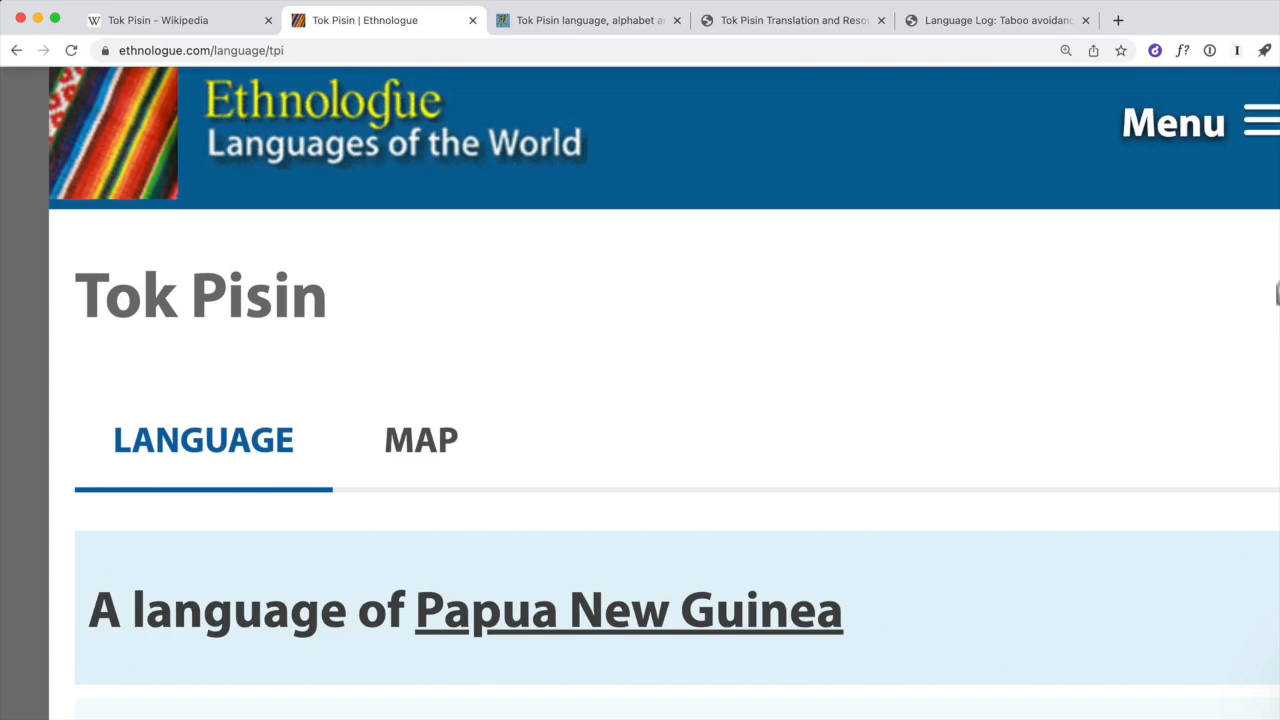 Tok Pisin - Wikipedia
Tok Pisin | Ethnologue
Tok Pisin language, alphabet a
Tok Pisin Translation and Reso
Language Log: Taboo avoidanc
ethnologue.com/language/tpi
Ethnologue
Languages of the World
Menu
Tok Pisin
LANGUAGE MAP
A language of Papua New Guinea